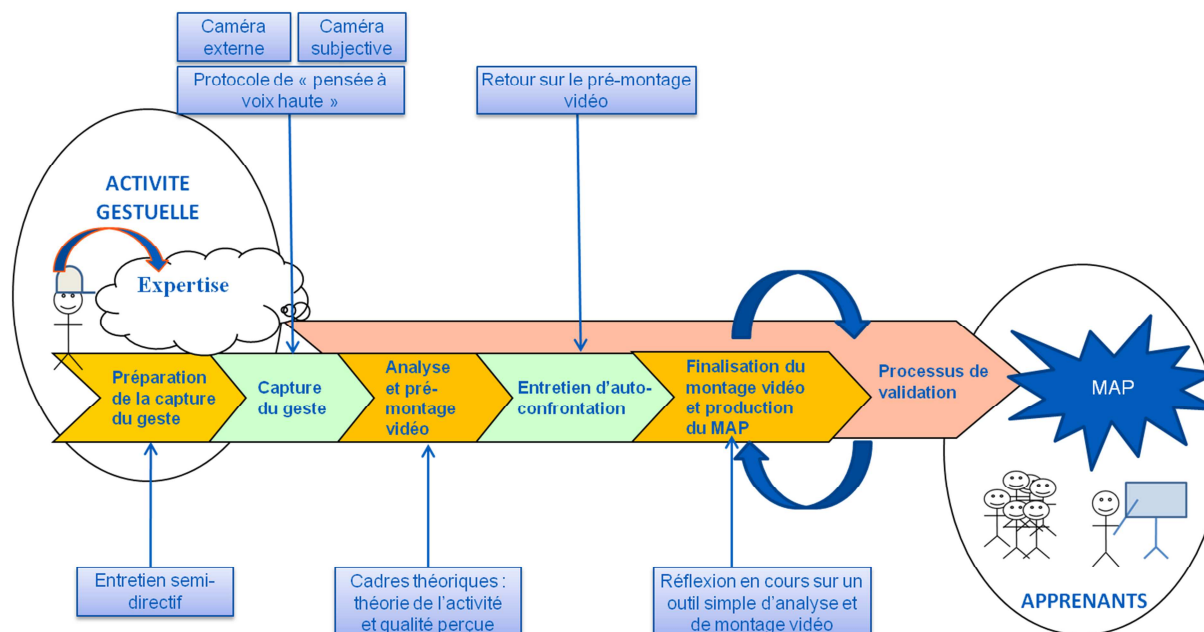 Caméra
externe
Caméra
subjective
Protocole de « pensée à
voix haute »
Retour sur le pré-montage
vidéo
ACTIVITE
GESTUELLE
Expertise
Préparation
de la capture
du geste
Capture
du geste
Analyse
et pré-
montage
vidéo
Entretien d'auto-
confrontation
Finalisation du
montage vidéo
et production
du MAP
Processus de
validation
MAP
Entretien semi-
directif
Cadres théoriques :
théorie de l'activité
et qualité perçue
Réflexion en cours sur un
outil simple d'analyse et
de montage vidéo
APPRENANTS